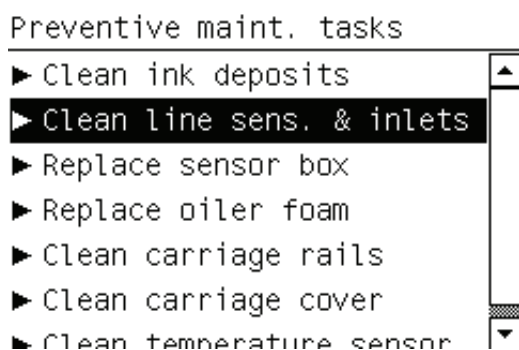 Preventive maint. tasks
Clean ink deposits
Clean line sens. & inlets
Replace sensor box
Replace oiler foam
Clean carriage rails
Clean carriage cover
Clean temperature sensor